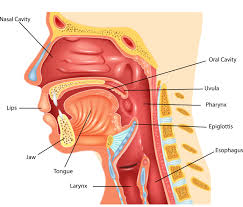 Nasal Cavity
Oral Cavity
Uvula
Lips
Pharynx
Epiglottis
Esophagus
Jaw
Tongue
Larynx